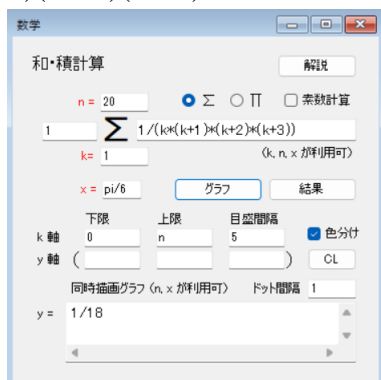 数学
和・積計算
解説
n = 20
Σ
∏
素数計算
1 Σ 1/(k*(k+1)*(k+2)*(k+3))
k= 1
(k, n, x が利用可)
x = pi/6
グラフ
結果
下限 上限 目盛間隔
k 軸 0 n 5
色分け
y 軸 ( )
CL
同時描画グラフ (n, x が利用可) ドット間隔 1
y = 1/18